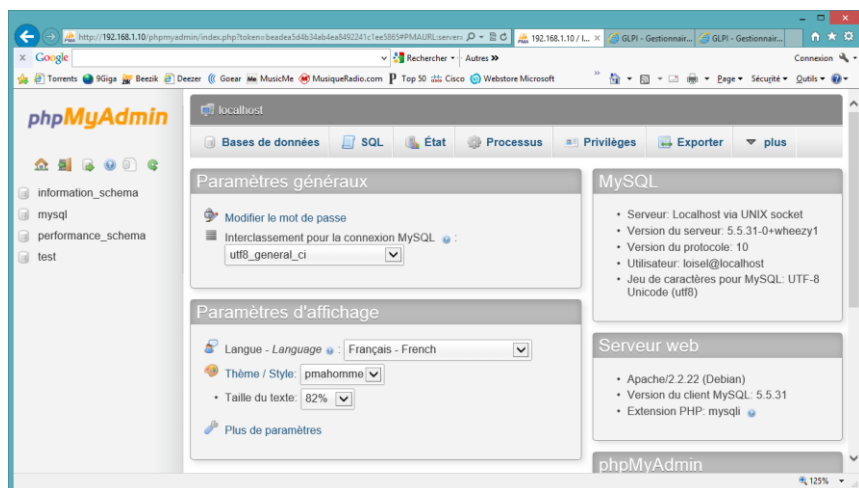 http://192.168.1.10/phpmyadmin/index.php?token=beadea5d4b34ab4ea8492241c1ee5865#PMAURL:server=
192.168.1.10 / l...
GLPI - Gestionnair...
GLPI - Gestionnair...
Google
Rechercher
Autres »
Connexion
Torrents
9Giga
Beezik
Deezer
Goear
MusicMe
MusiqueRadio.com
Top 50
Cisco
Webstore Microsoft
Page
Sécurité
Outils
phpMyAdmin
information_schema
mysql
performance_schema
test
localhost
Bases de données
SQL
État
Processus
Privilèges
Exporter
plus
Paramètres généraux
Modifier le mot de passe
Interclassement pour la connexion MySQL :
utf8_general_ci
Paramètres d'affichage
Langue - Language : Français - French
Thème / Style: pmahomme
• Taille du texte: 82%
Plus de paramètres
MySQL
• Serveur: Localhost via UNIX socket
• Version du serveur: 5.5.31-0+wheezy1
• Version du protocole: 10
• Utilisateur: loisel@localhost
• Jeu de caractères pour MySQL: UTF-8
Unicode (utf8)
Serveur web
• Apache/2.2.22 (Debian)
• Version du client MySQL: 5.5.31
• Extension PHP: mysqli
phpMyAdmin
125%